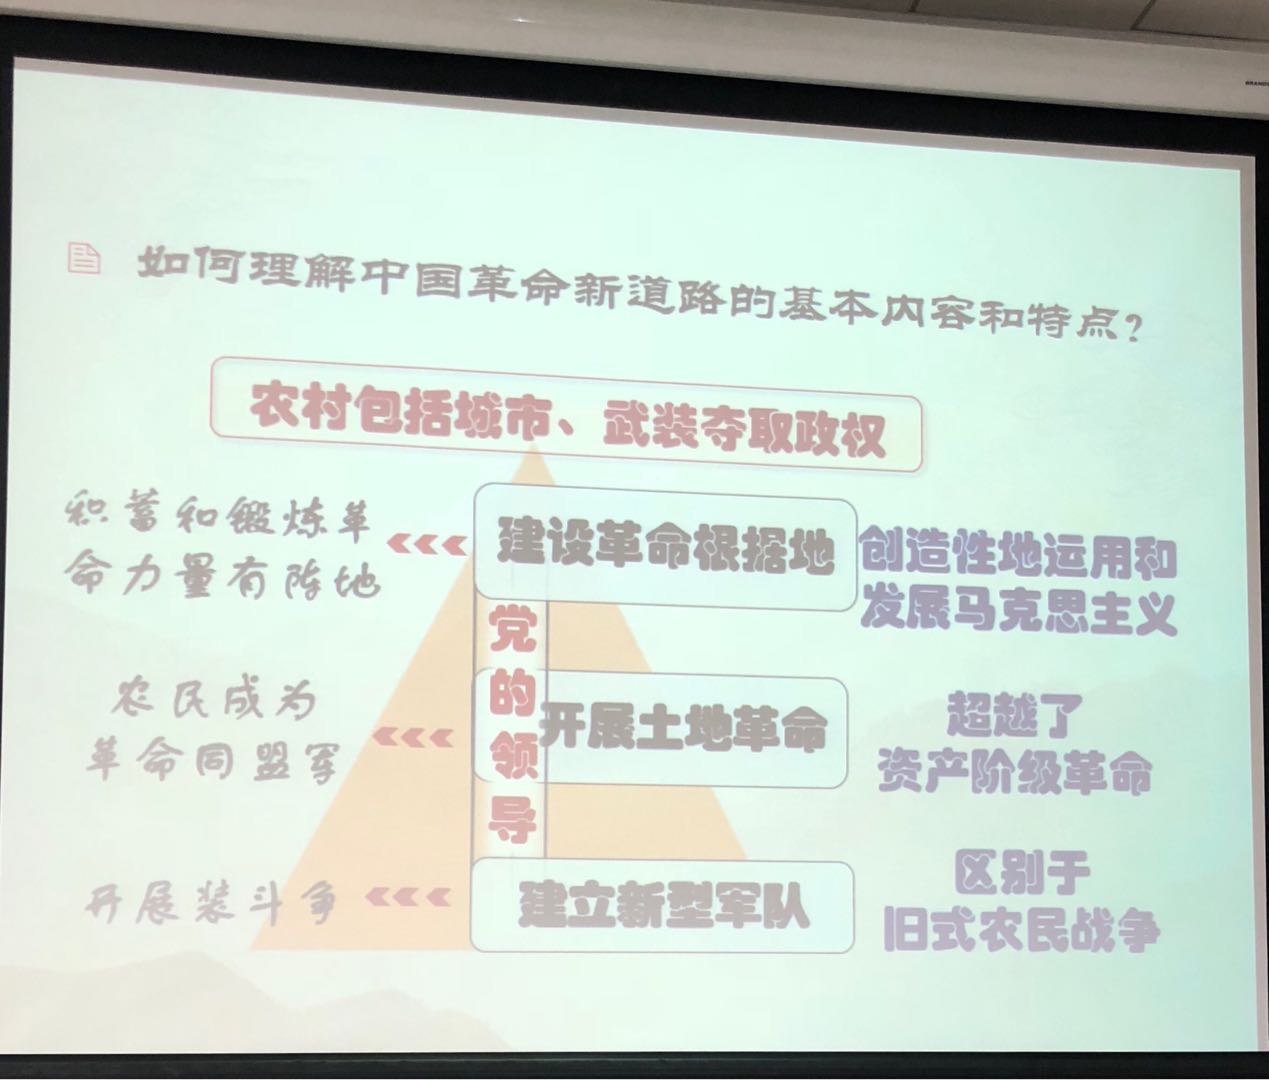 如何理解中国革命新道路的基本内容和特点?
农村包括城市、武装夺取政权
积蓄和锻炼革
命力量有阵地
建设革命根据地
创造性地运用和
发展马克思主义
党的领导
农民成为
革命同盟军
开展土地革命
超越了
资产阶级革命
开展装斗争
建立新型军队
区别于
旧式农民战争